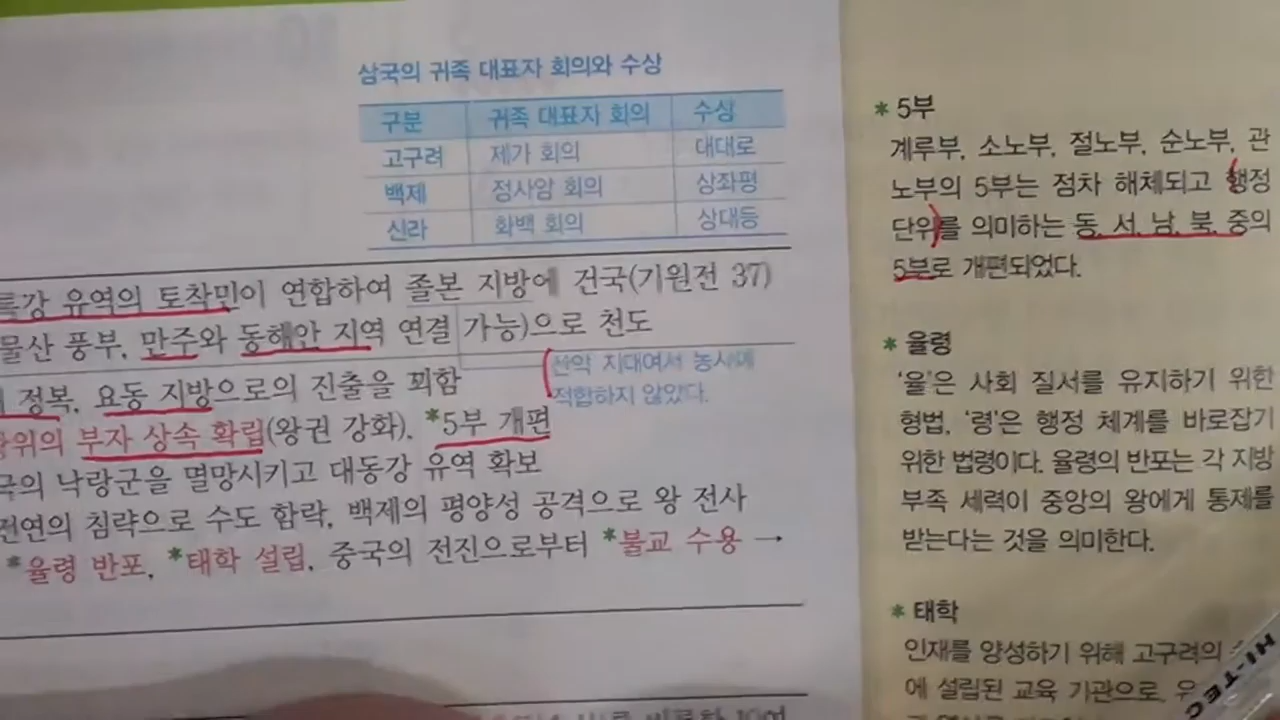 삼국의 귀족 대표자 회의와 수상
구분 귀족 대표자 회의 수상
고구려 제가 회의 대대로
백제 정사암 회의 상좌평
신라 화백 회의 상대등
특강 유역의 토착민이 연합하여 졸본 지방에 건국(기원전 37)
물산 풍부, 만주와 동해안 지역 연결 가능)으로 천도
산악 지대여서 농사에
적합하지 않았다.
정복, 요동 지방으로의 진출을 꾀함
왕위의 부자 상속 확립(왕권 강화), *5부 개편
국의 낙랑군을 멸망시키고 대동강 유역 확보
전연의 침략으로 수도 함락, 백제의 평양성 공격으로 왕 전사
*율령 반포, *태학 설립, 중국의 전진으로부터 *불교 수용 →
* 5부
계루부, 소노부, 절노부, 순노부, 관
노부의 5부는 점차 해체되고 행정
단위를 의미하는 동, 서, 남, 북, 중의
5부로 개편되었다.
* 율령
'율'은 사회 질서를 유지하기 위한
형법, '령'은 행정 체계를 바로잡기
위한 법령이다. 율령의 반포는 각 지방
부족 세력이 중앙의 왕에게 통제를
받는다는 것을 의미한다.
* 태학
인재를 양성하기 위해 고구려의
에 설립된 교육 기관으로, 우
HI-TEC